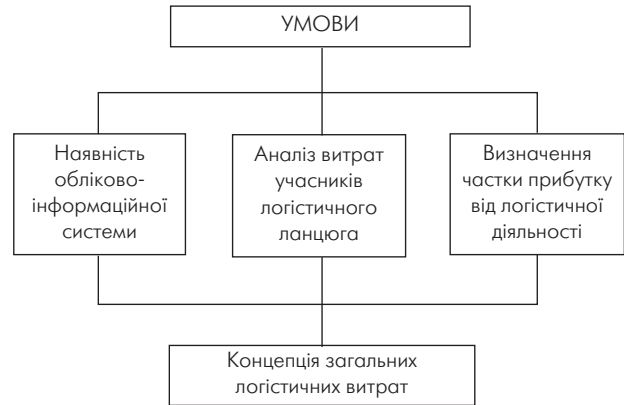 УМОВИ
Наявність
обліково-
інформаційної
системи
Аналіз витрат
учасників
логістичного
ланцюга
Визначення
частки прибутку
від логістичної
діяльності
Концепція загальних
логістичних витрат